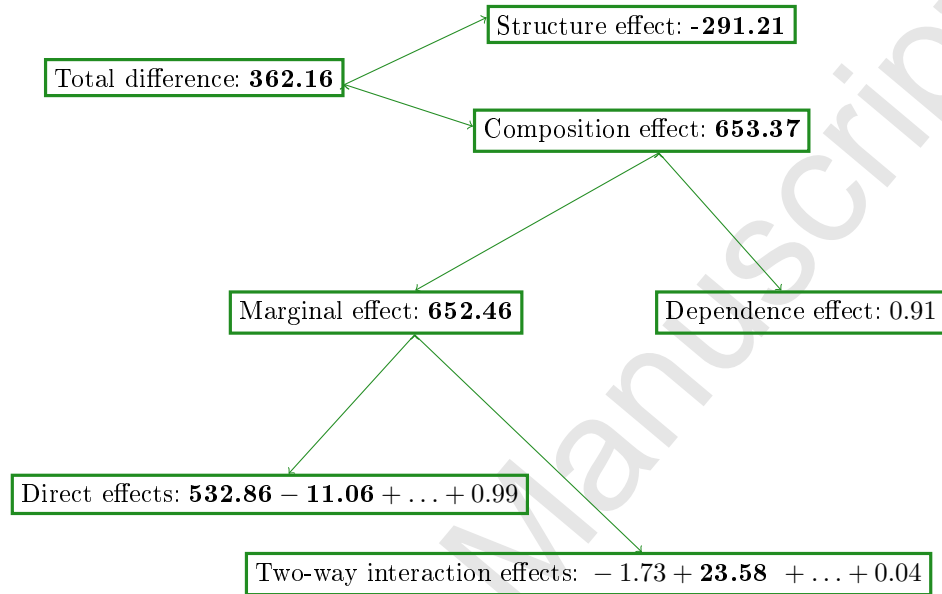 Structure effect: -291.21
Total difference: 362.16
Composition effect: 653.37
Marginal effect: 652.46
Dependence effect: 0.91
Direct effects: 532.86 − 11.06 + … + 0.99
Two-way interaction effects: − 1.73 + 23.58 + … + 0.04
Manuscrip